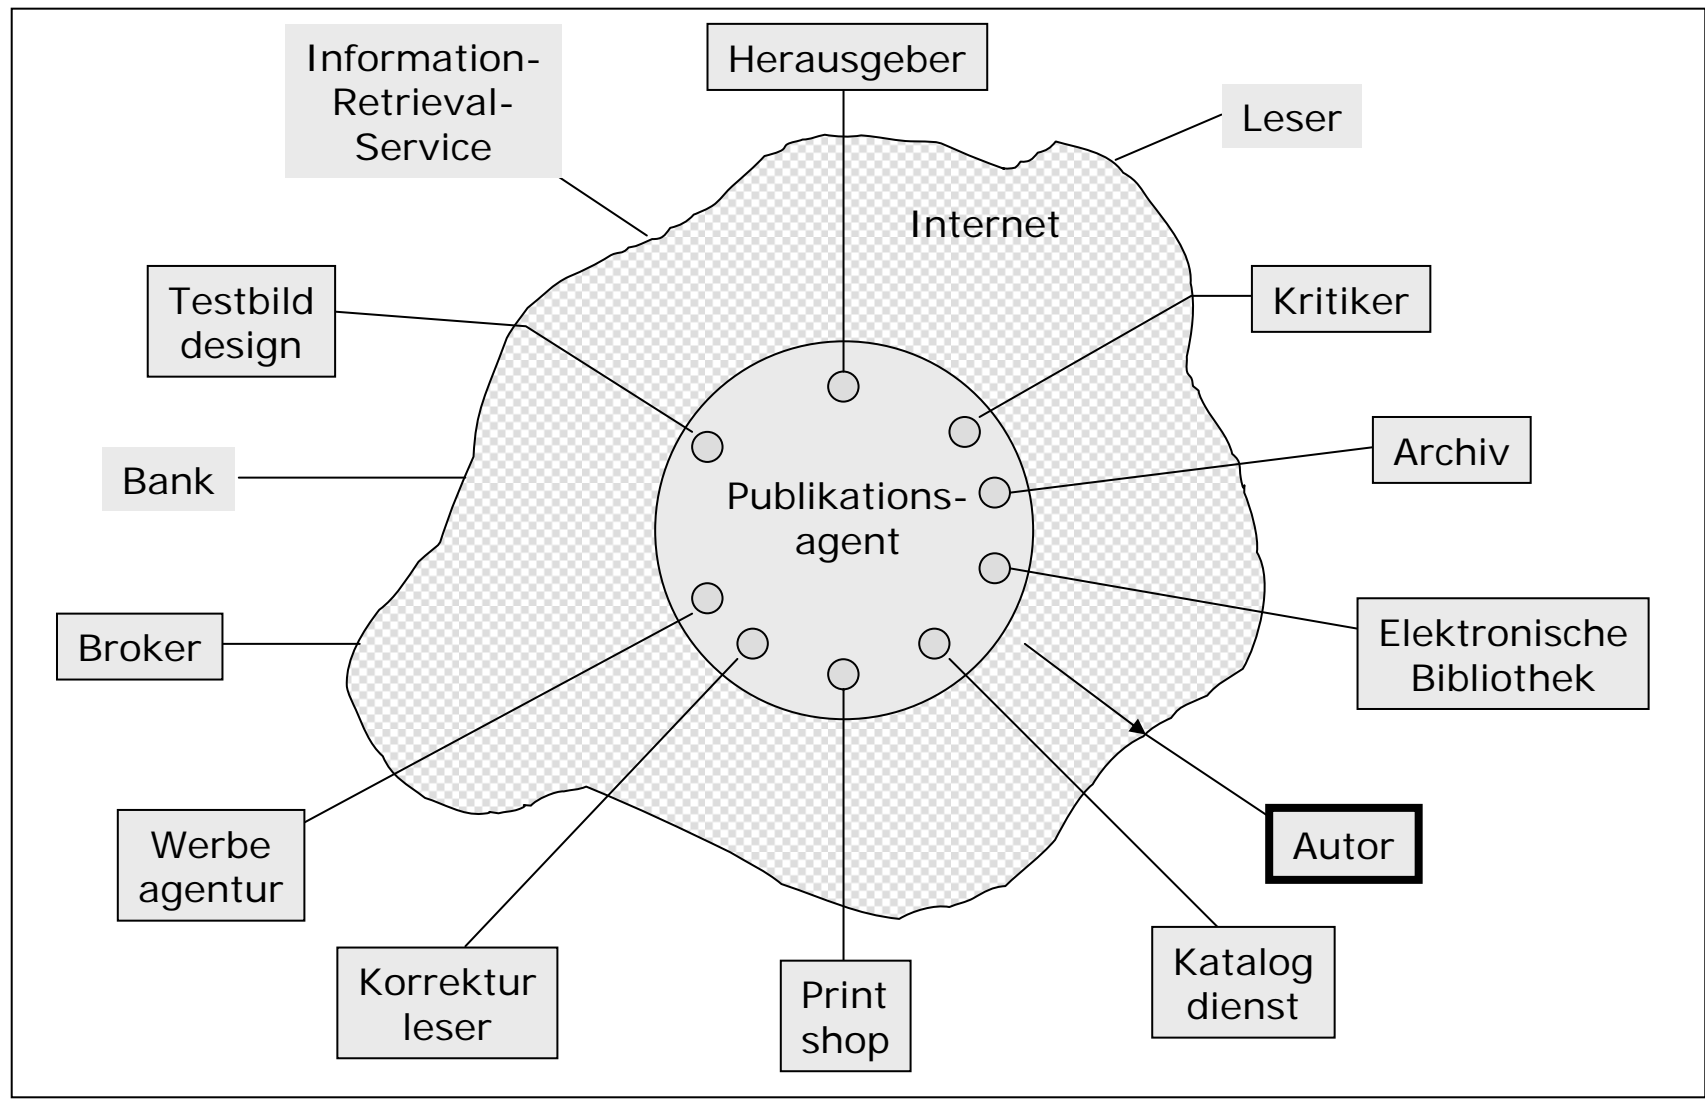 Information-
Retrieval-
Service
Herausgeber
Leser
Internet
Testbild
design
Kritiker
Bank
Publikations-
agent
Archiv
Broker
Elektronische
Bibliothek
Werbe
agentur
Autor
Korrektur
leser
Print
shop
Katalog
dienst